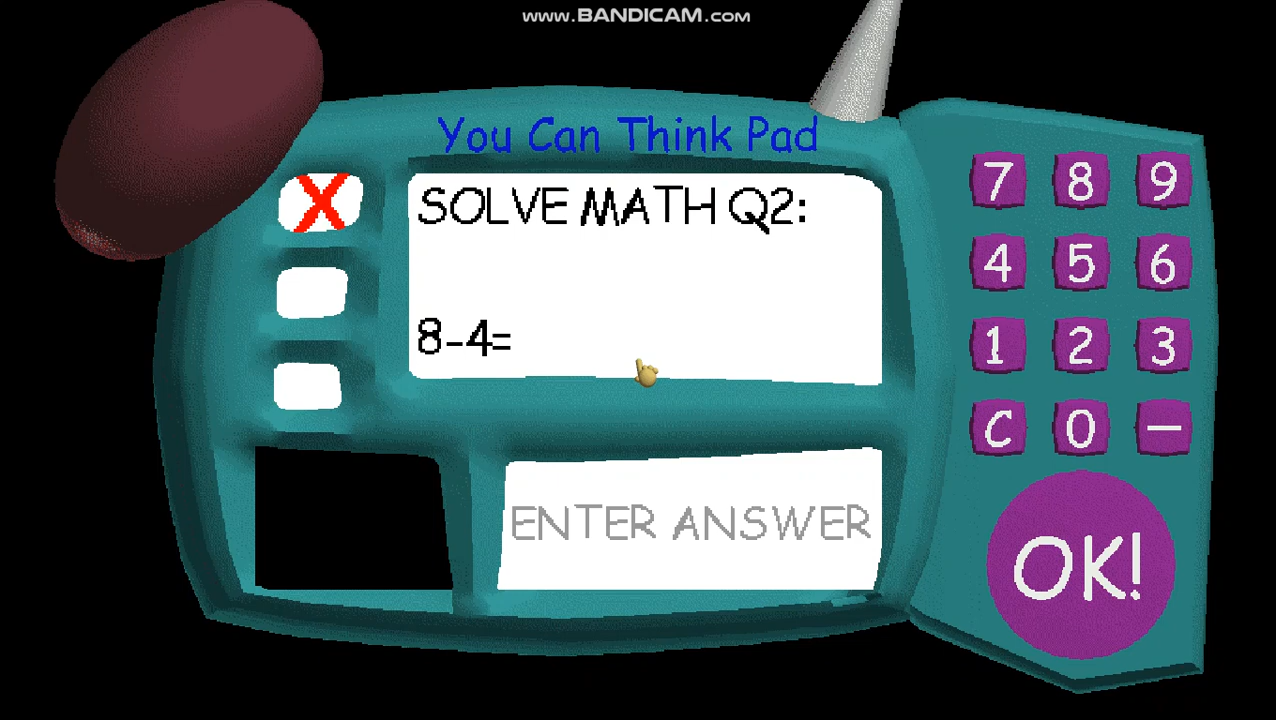 www.BANDICAM.com
You Can Think Pad
X
SOLVE MATH Q2:
8-4=
ENTER ANSWER
7 8 9
4 5 6
1 2 3
C 0 −
OK!